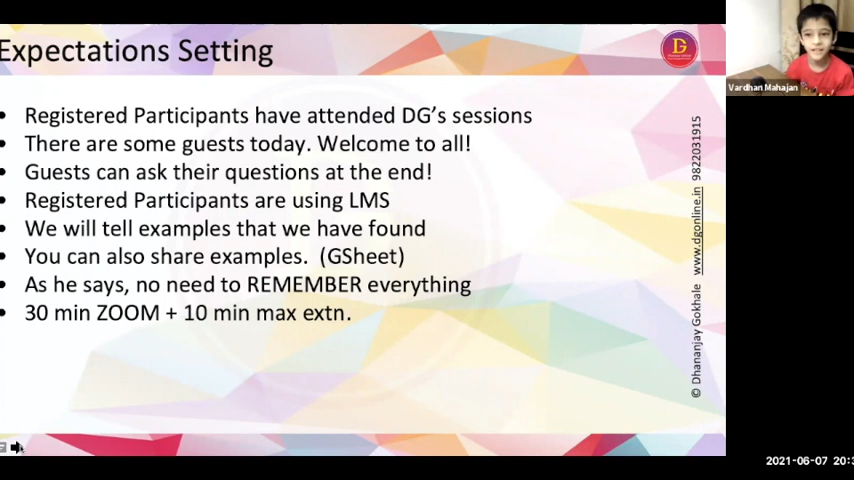 Expectations Setting
D
Vardhan Mahajan
• Registered Participants have attended DG's sessions
• There are some guests today. Welcome to all!
• Guests can ask their questions at the end!
• Registered Participants are using LMS
• We will tell examples that we have found
• You can also share examples. (GSheet)
• As he says, no need to REMEMBER everything
• 30 min ZOOM + 10 min max extn.
© Dhananjay Gokhale www.dgonline.in 9822031915
2021-06-07 20:3